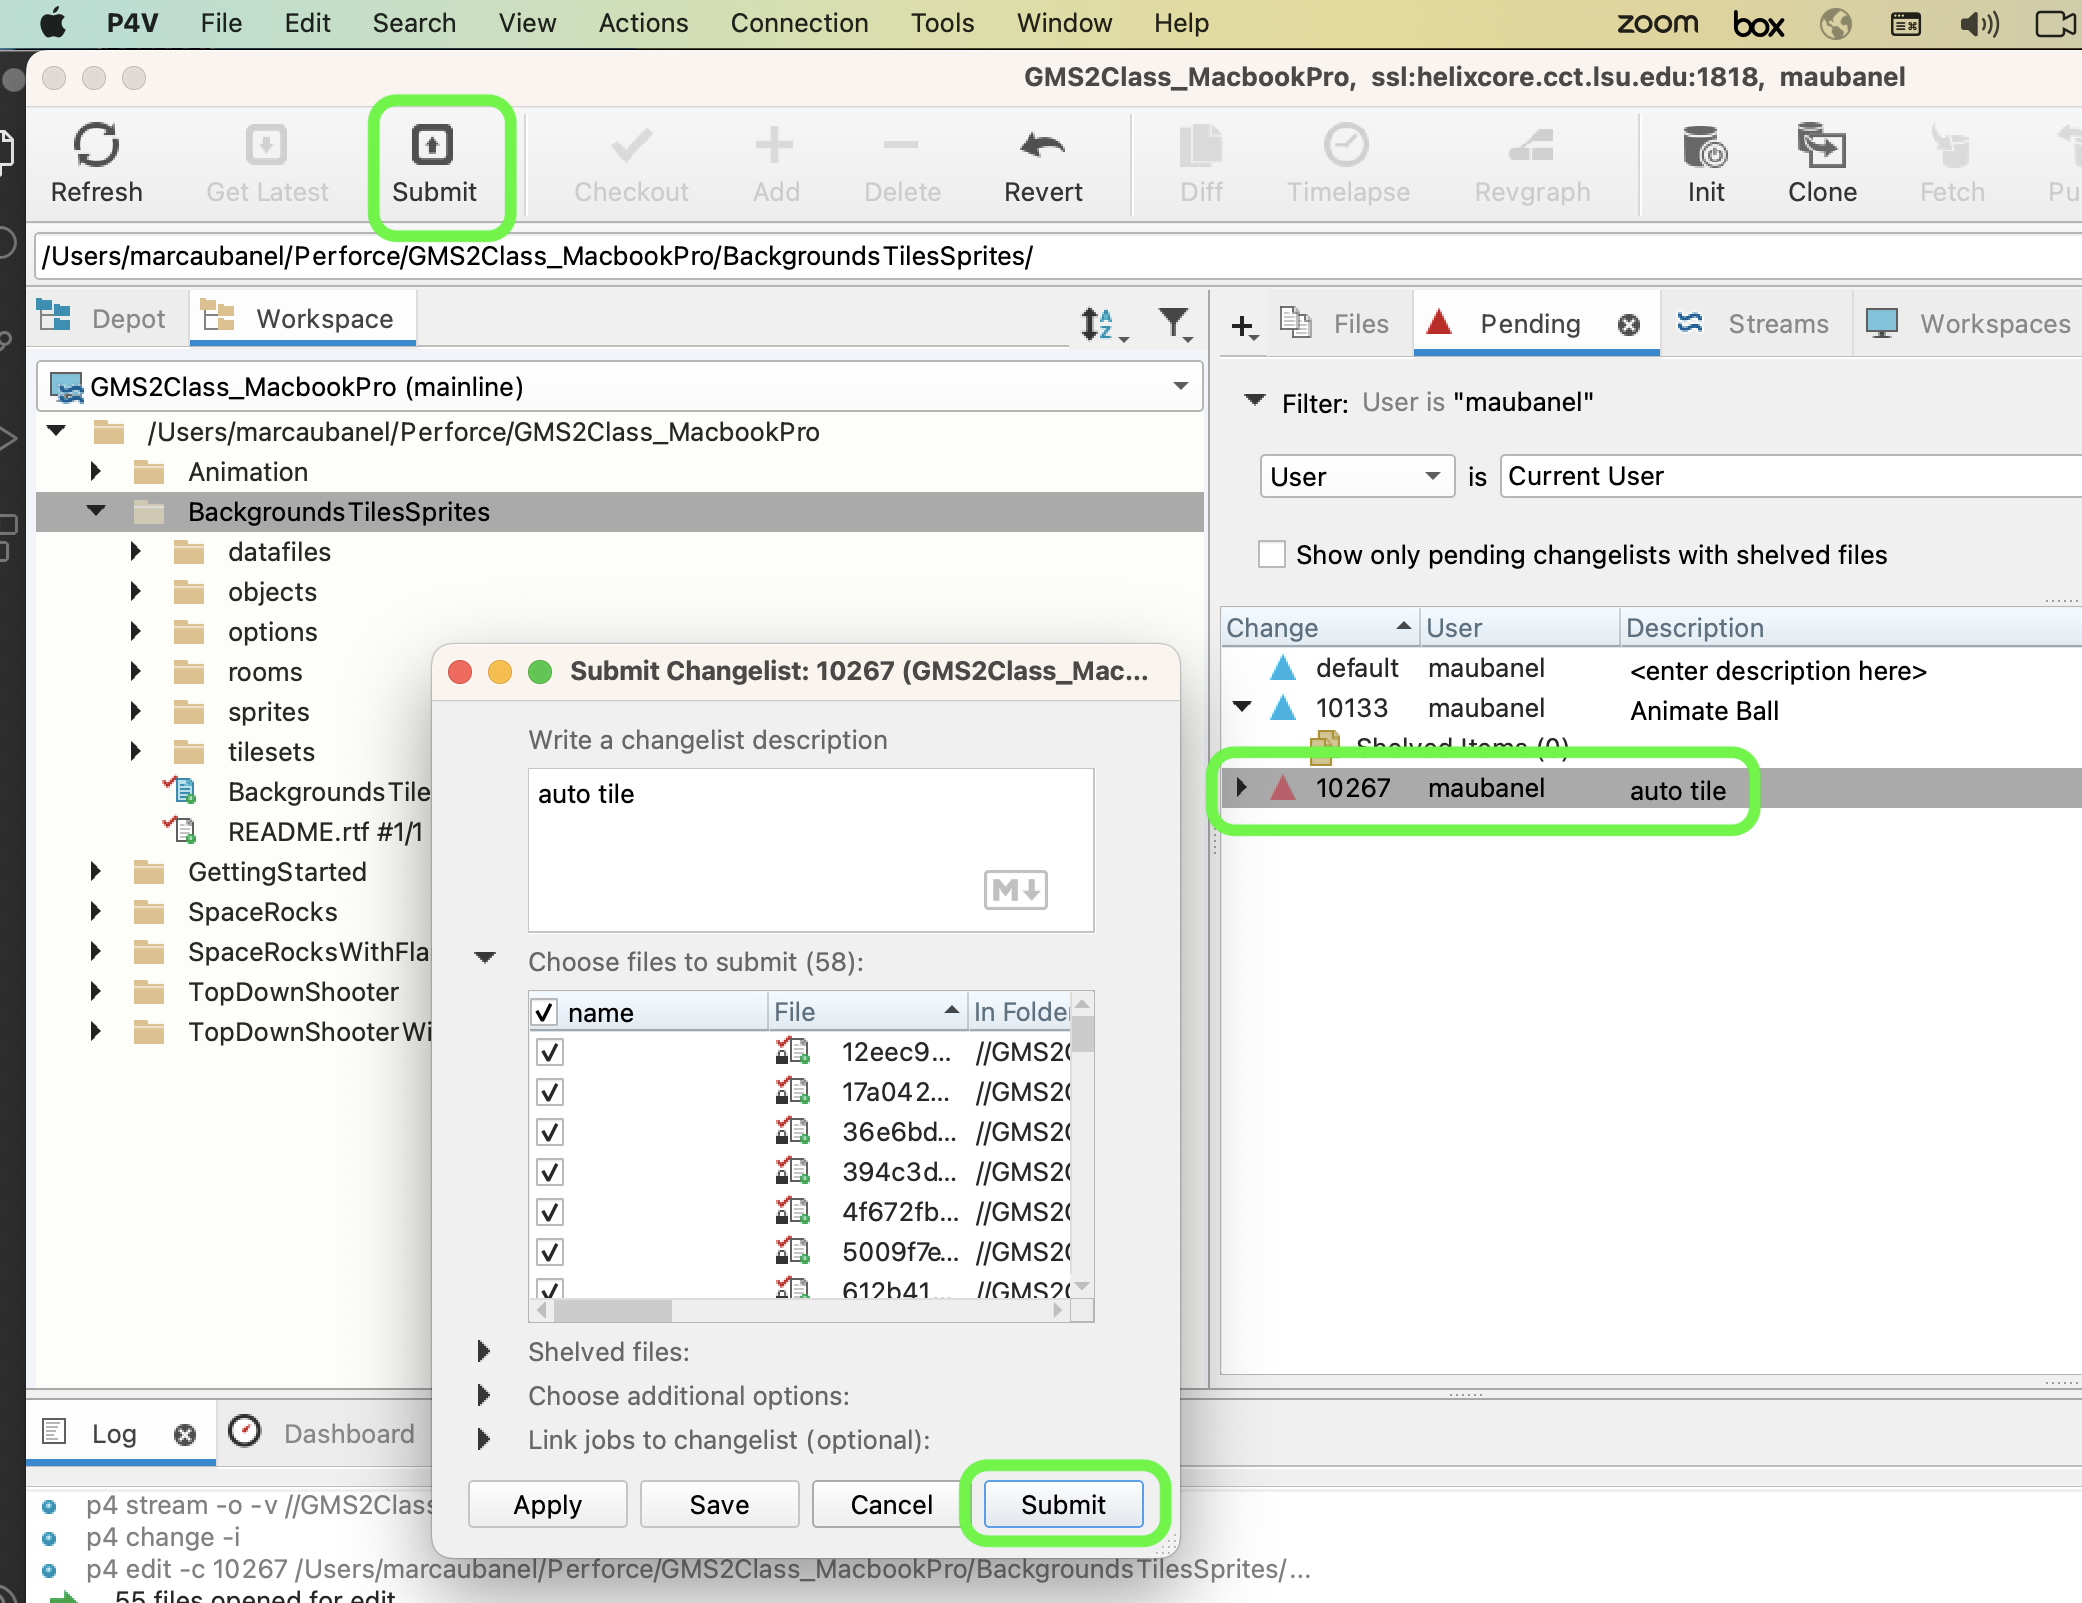 P4V File Edit Search View Actions Connection Tools Window Help zoom box
GMS2Class_MacbookPro, ssl:helixcore.cct.lsu.edu:1818, maubanel
Refresh Get Latest Submit Checkout Add Delete Revert Diff Timelapse Revgraph Init Clone Fetch
/Users/marcaubanel/Perforce/GMS2Class_MacbookPro/BackgroundsTilesSprites/
Depot Workspace
GMS2Class_MacbookPro (mainline)
/Users/marcaubanel/Perforce/GMS2Class_MacbookPro
Animation
BackgroundsTilesSprites
datafiles
objects
options
rooms
sprites
tilesets
BackgroundsTile
README.rtf #1/1
GettingStarted
SpaceRocks
SpaceRocksWithFla
TopDownShooter
TopDownShooterWi
Files Pending Streams Workspaces
Filter: User is "maubanel"
User is Current User
Show only pending changelists with shelved files
Change User Description
default maubanel <enter description here>
10133 maubanel Animate Ball
Shelved Items (0)
10267 maubanel auto tile
Submit Changelist: 10267 (GMS2Class_Mac...
Write a changelist description
auto tile
M
Choose files to submit (58):
name File In Folder
12eec9... //GMS2C
17a042... //GMS2C
36e6bd... //GMS2C
394c3d... //GMS2C
4f672fb... //GMS2C
5009f7e... //GMS2C
612b41... //GMS2C
Shelved files:
Choose additional options:
Link jobs to changelist (optional):
Apply Save Cancel Submit
Log Dashboard
p4 stream -o -v //GMS2Class
p4 change -i
p4 edit -c 10267 /Users/marcaubanel/Perforce/GMS2Class_MacbookPro/BackgroundsTilesSprites/...
55 files opened for edit